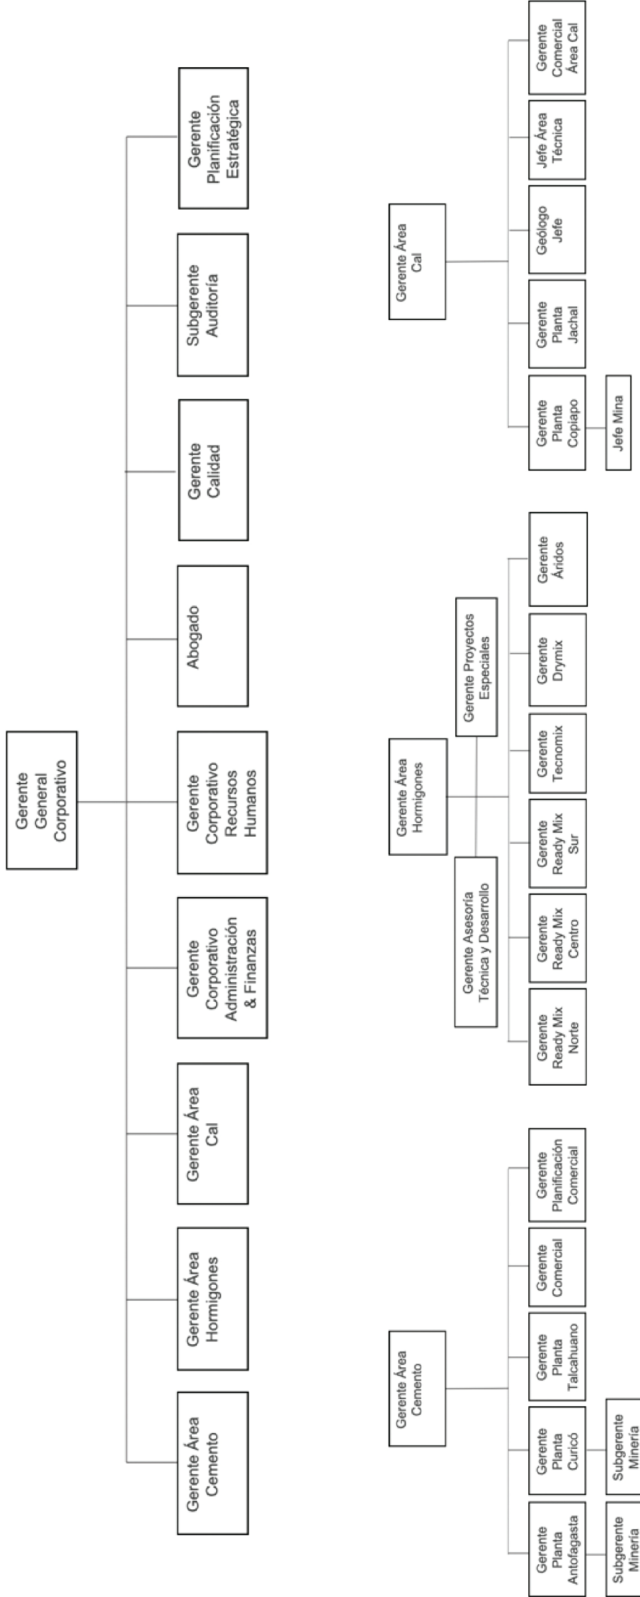 Gerente
General
Corporativo
Gerente Área
Cemento
Gerente Área
Hormigones
Gerente Área
Cal
Gerente
Corporativo
Administración
& Finanzas
Gerente
Corporativo
Recursos
Humanos
Abogado
Gerente
Calidad
Subgerente
Auditoría
Gerente
Planificación
Estratégica
Gerente Área
Cemento
Gerente
Planta
Antofagasta
Gerente
Planta
Curicó
Gerente
Planta
Talcahuano
Gerente
Comercial
Gerente
Planificación
Comercial
Subgerente
Minería
Subgerente
Minería
Gerente Área
Hormigones
Gerente Asesoría
Técnica y Desarrollo
Gerente Proyectos
Especiales
Gerente
Ready Mix
Norte
Gerente
Ready Mix
Centro
Gerente
Ready Mix
Sur
Gerente
Tecnomix
Gerente
Drymix
Gerente
Áridos
Gerente Área
Cal
Gerente
Planta
Copiapo
Gerente
Planta
Jachal
Geólogo
Jefe
Jefe Área
Técnica
Gerente
Comercial
Área Cal
Jefe Mina